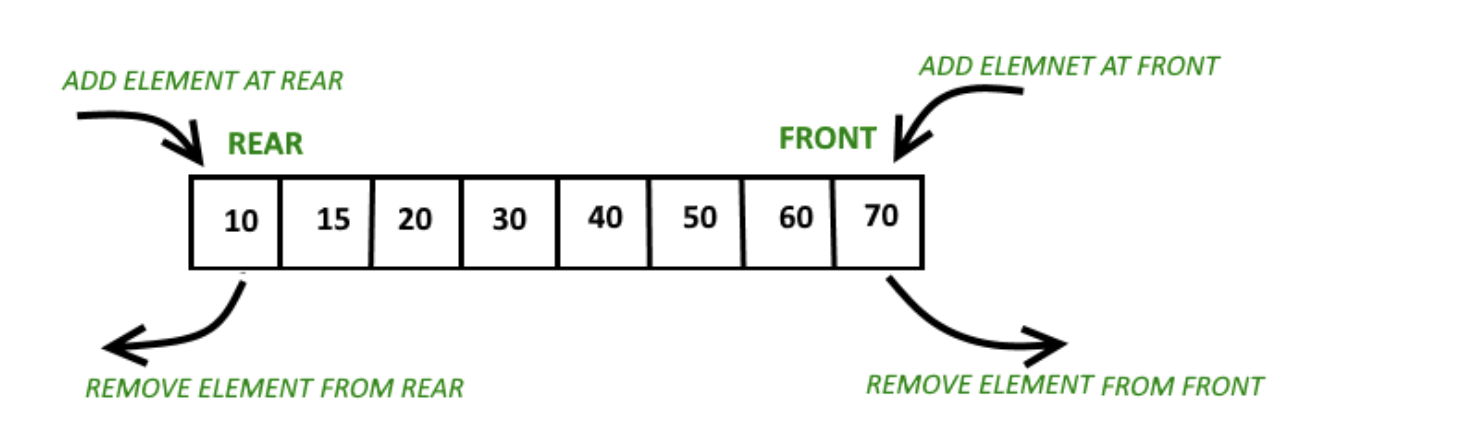 ADD ELEMENT AT REAR
ADD ELEMNET AT FRONT
REAR
FRONT
10 15 20 30 40 50 60 70
REMOVE ELEMENT FROM REAR
REMOVE ELEMENT FROM FRONT